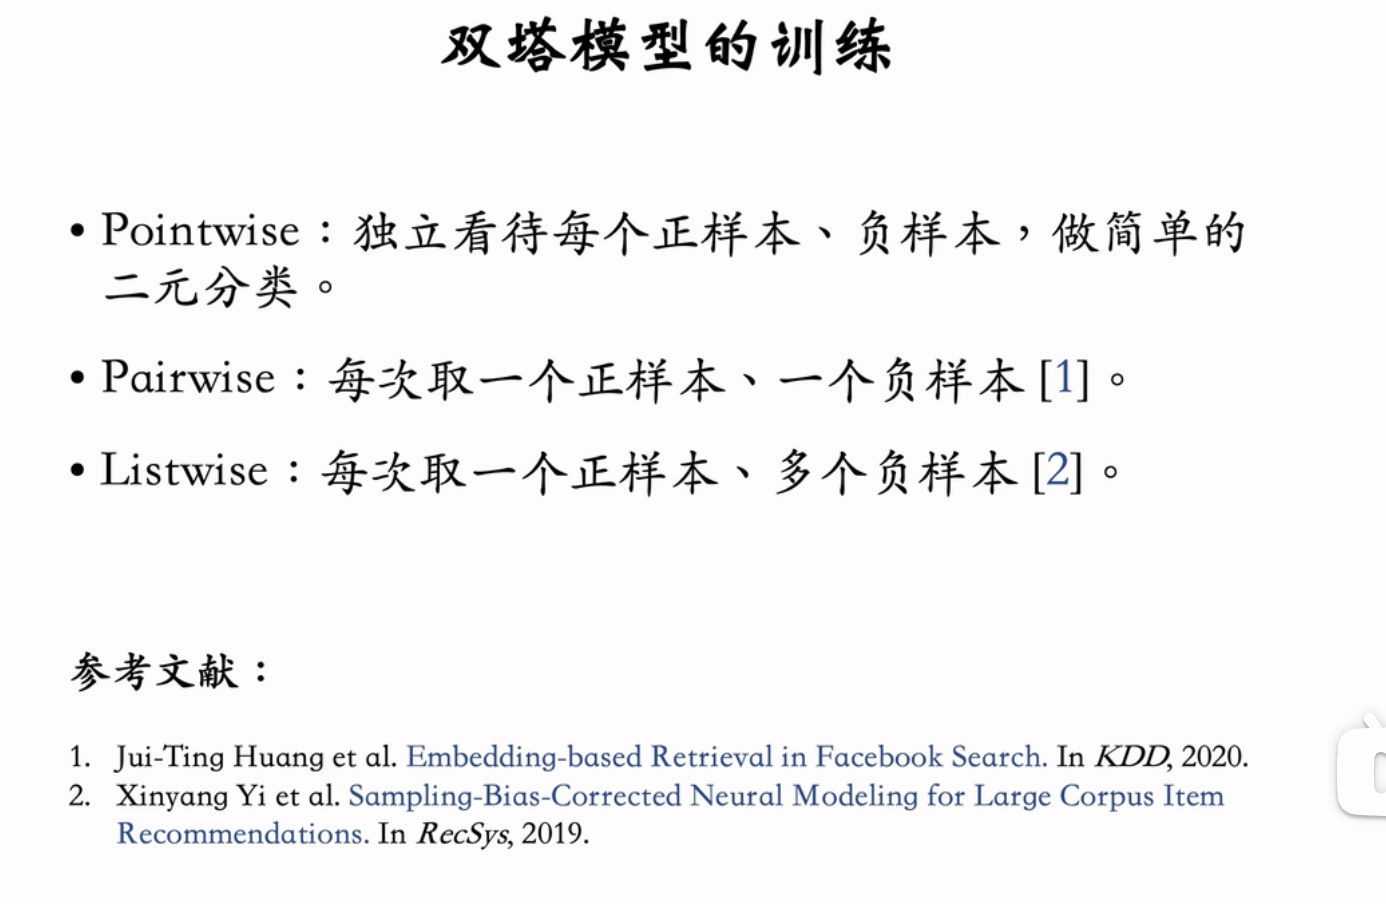 双塔模型的训练
• Pointwise：独立看待每个正样本、负样本，做简单的
二元分类。
• Pairwise：每次取一个正样本、一个负样本 [1]。
• Listwise：每次取一个正样本、多个负样本 [2]。
参考文献：
1. Jui-Ting Huang et al. Embedding-based Retrieval in Facebook Search. In KDD, 2020.
2. Xinyang Yi et al. Sampling-Bias-Corrected Neural Modeling for Large Corpus Item
Recommendations. In RecSys, 2019.